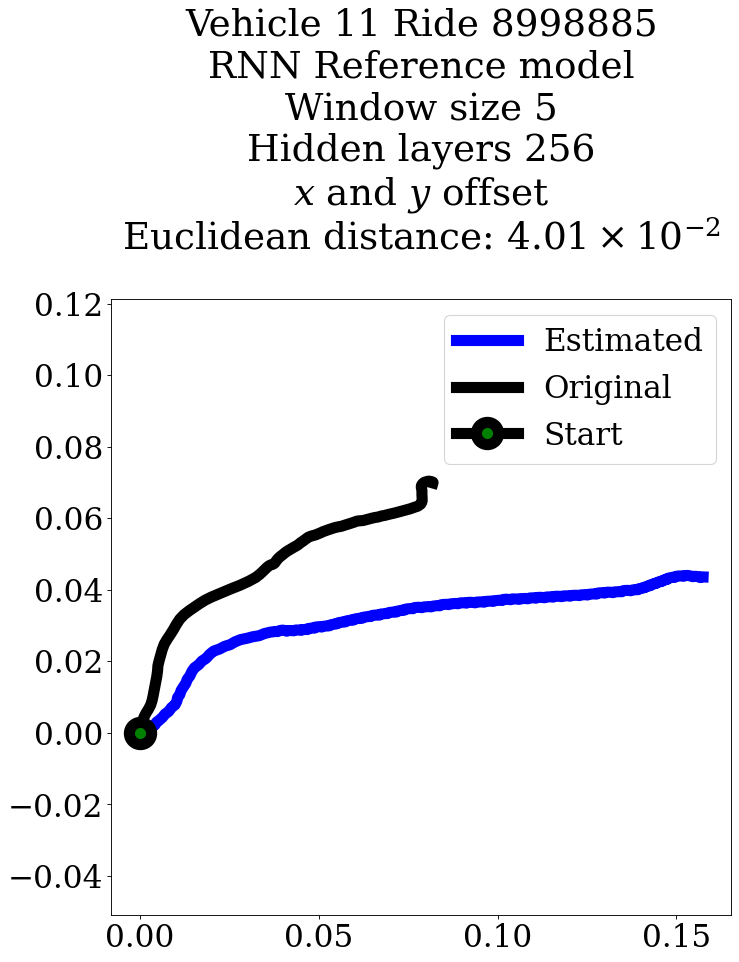 Vehicle 11 Ride 8998885
RNN Reference model
Window size 5
Hidden layers 256
x and y offset
Euclidean distance: 4.01 × 10⁻²
0.12
0.10
0.08
0.06
0.04
0.02
0.00
−0.02
−0.04
Estimated
Original
Start
0.00 0.05 0.10 0.15